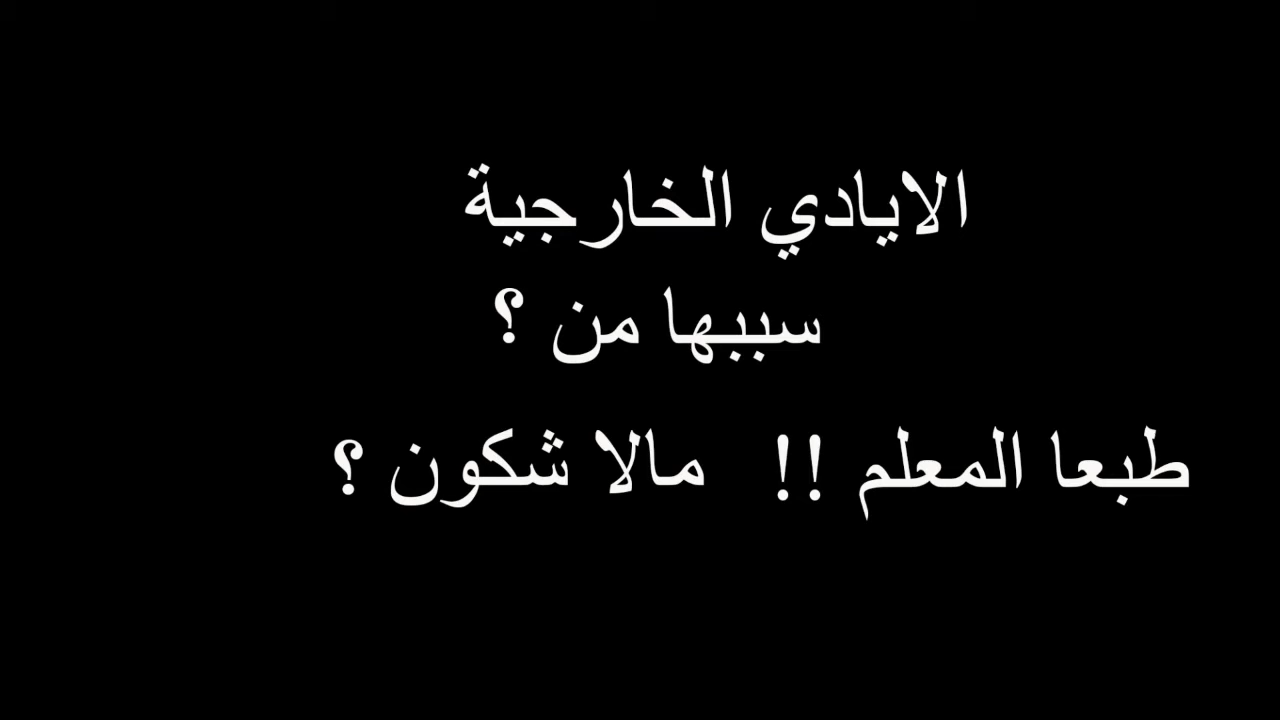 الايادي الخارجية
سببها من ؟
طبعا المعلم !! مالا شكون ؟